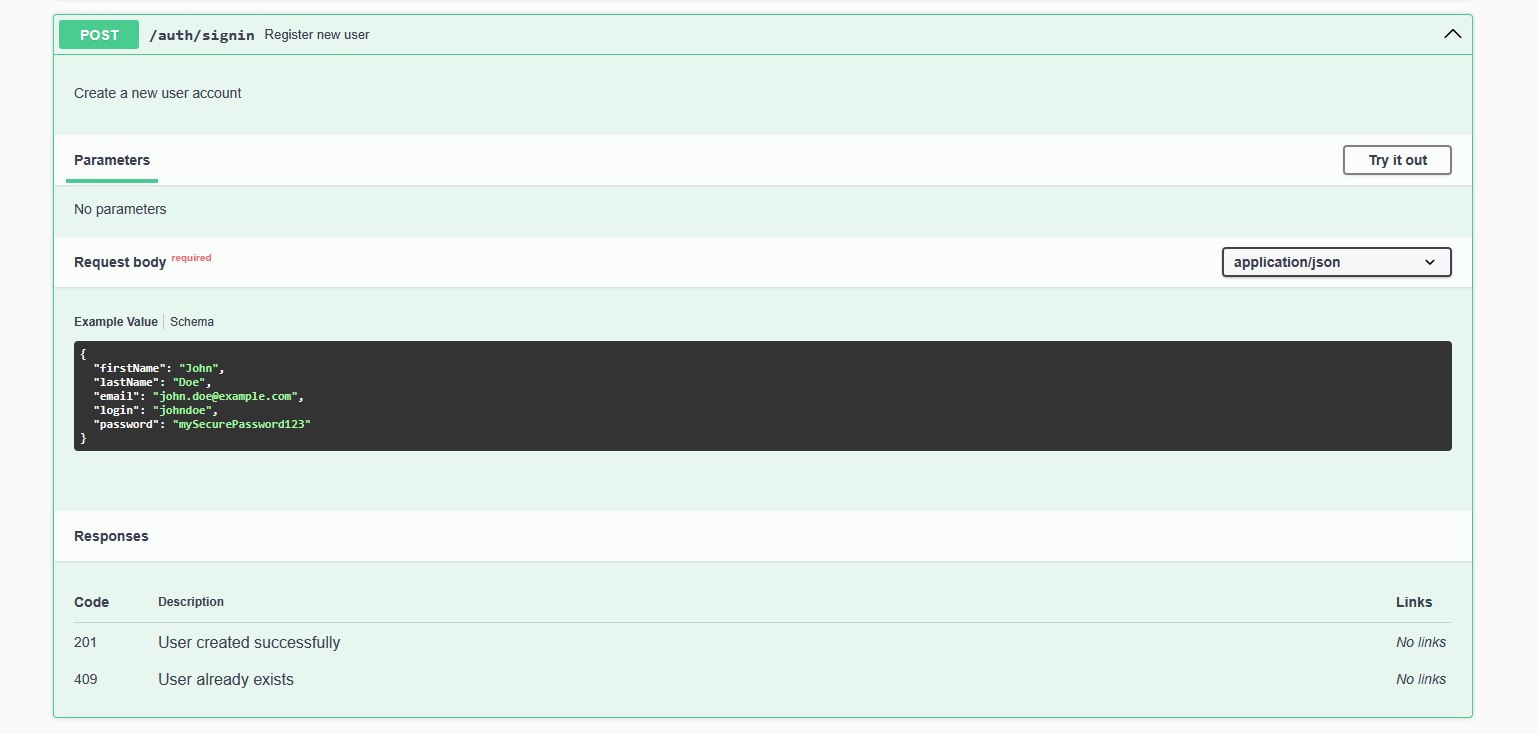 POST /auth/signin Register new user
Create a new user account
Parameters
Try it out
No parameters
Request body required
application/json
Example Value Schema
{
  "firstName": "John",
  "lastName": "Doe",
  "email": "john.doe@example.com",
  "login": "johndoe",
  "password": "mySecurePassword123"
}
Responses
Code Description Links
201 User created successfully No links
409 User already exists No links